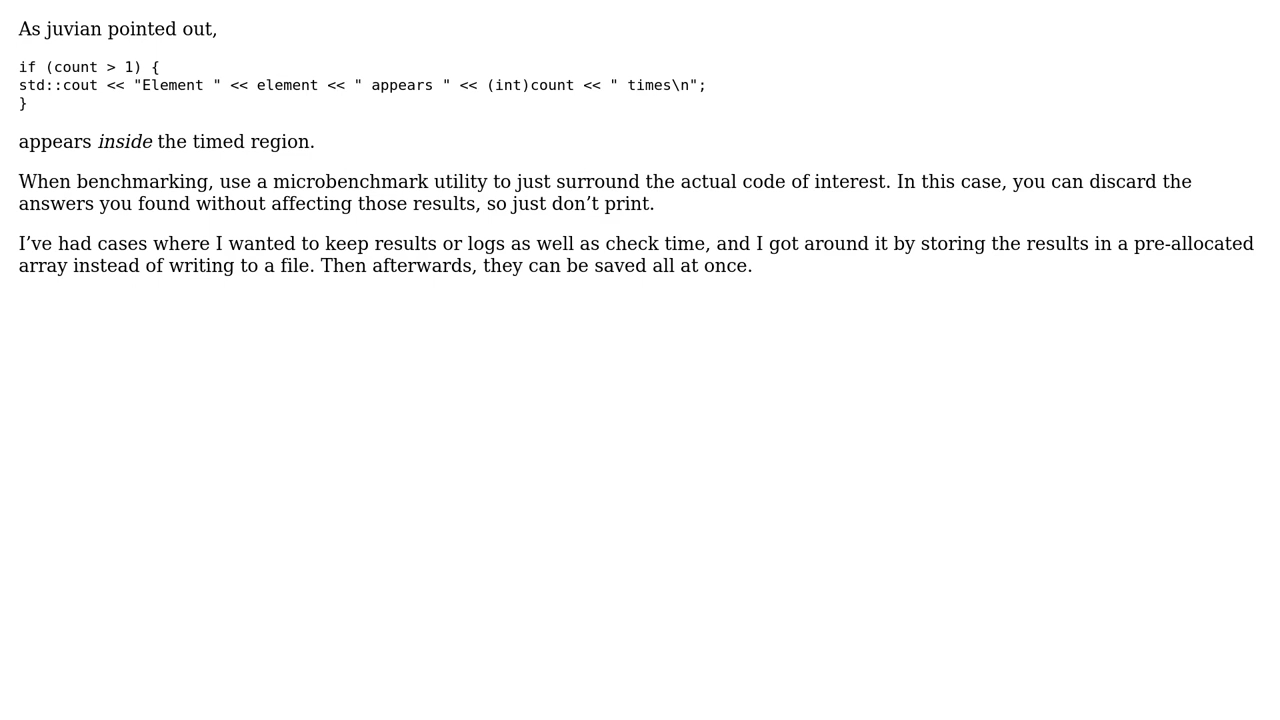 As juvian pointed out,
if (count > 1) {
std::cout << "Element " << element << " appears " << (int)count << " times\n";
}
appears inside the timed region.
When benchmarking, use a microbenchmark utility to just surround the actual code of interest. In this case, you can discard the
answers you found without affecting those results, so just don’t print.
I’ve had cases where I wanted to keep results or logs as well as check time, and I got around it by storing the results in a pre-allocated
array instead of writing to a file. Then afterwards, they can be saved all at once.